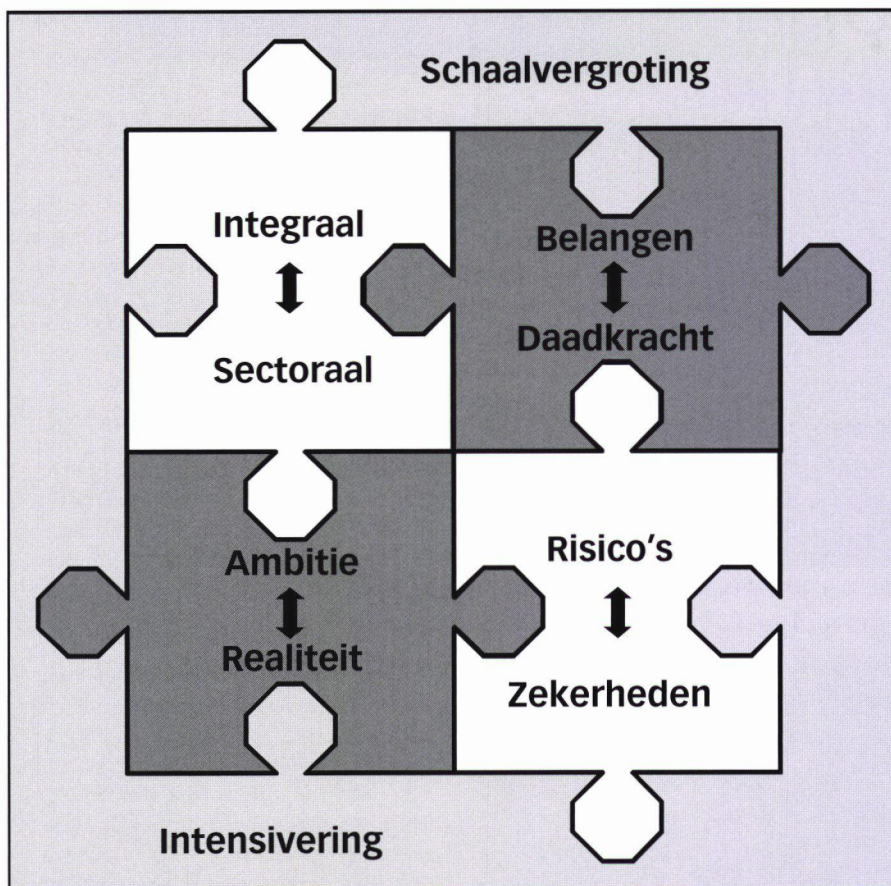 Schaalvergroting
Integraal
Sectoraal
Belangen
Daadkracht
Ambitie
Realiteit
Risico's
Zekerheden
Intensivering